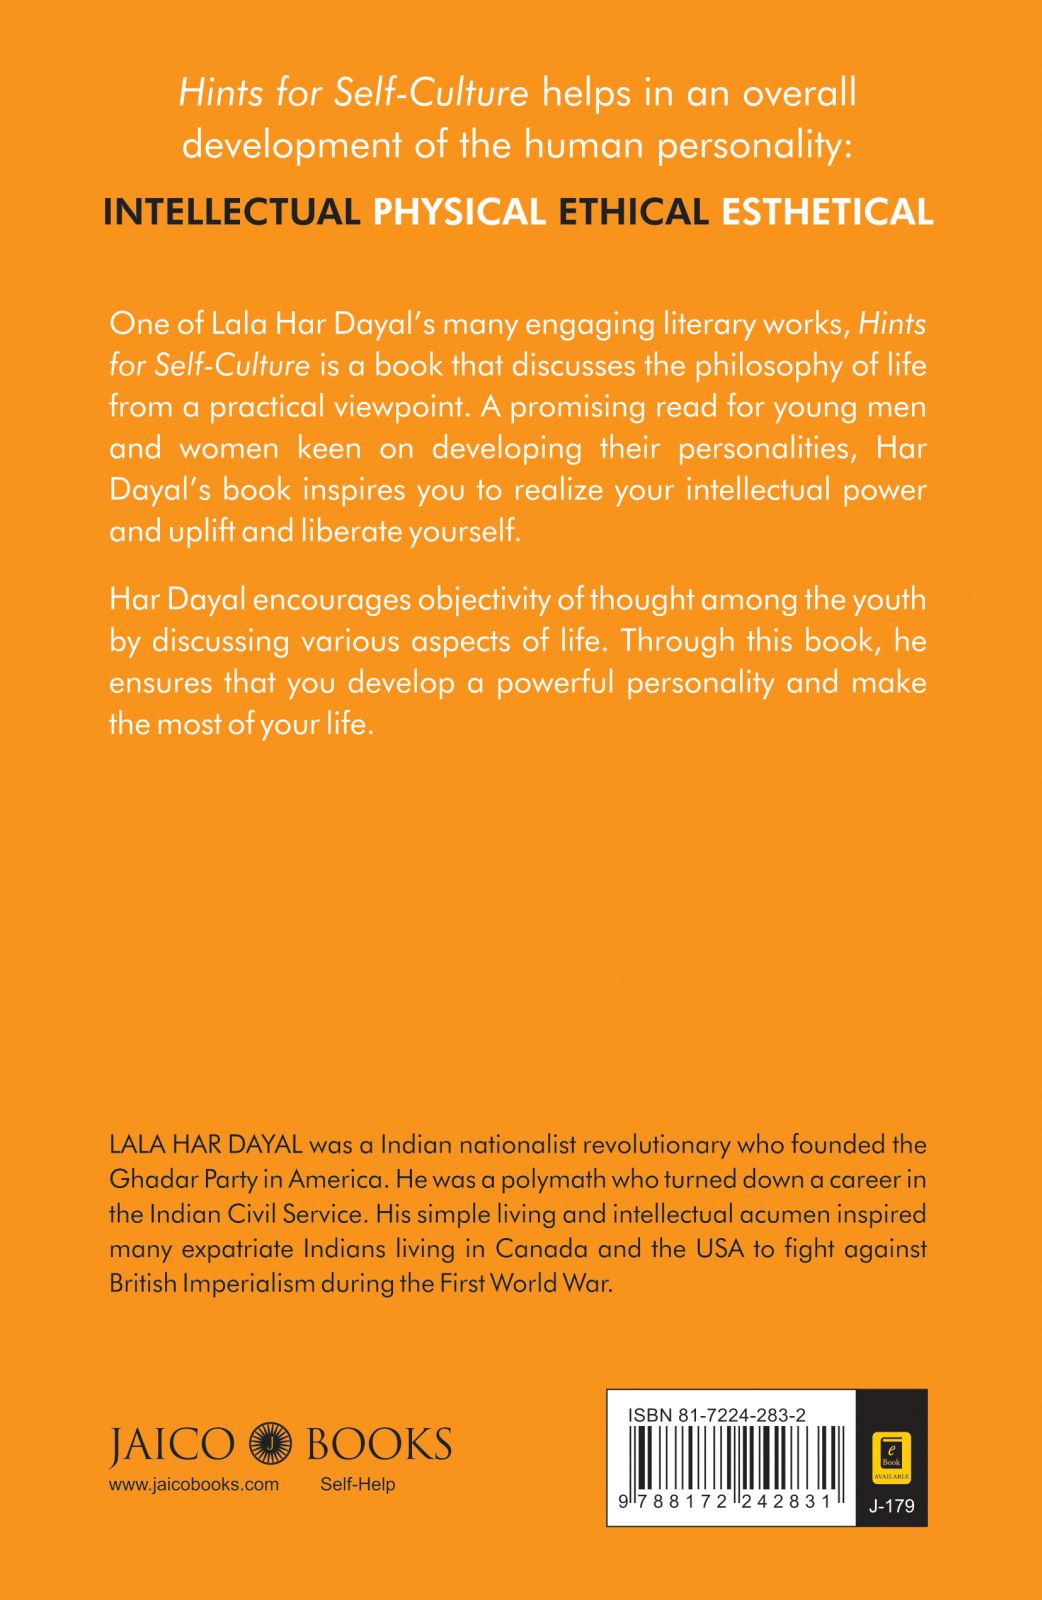 Hints for Self-Culture helps in an overall
development of the human personality:
INTELLECTUAL PHYSICAL ETHICAL ESTHETICAL
One of Lala Har Dayal’s many engaging literary works, Hints
for Self-Culture is a book that discusses the philosophy of life
from a practical viewpoint. A promising read for young men
and women keen on developing their personalities, Har
Dayal’s book inspires you to realize your intellectual power
and uplift and liberate yourself.
Har Dayal encourages objectivity of thought among the youth
by discussing various aspects of life. Through this book, he
ensures that you develop a powerful personality and make
the most of your life.
LALA HAR DAYAL was a Indian nationalist revolutionary who founded the
Ghadar Party in America. He was a polymath who turned down a career in
the Indian Civil Service. His simple living and intellectual acumen inspired
many expatriate Indians living in Canada and the USA to fight against
British Imperialism during the First World War.
JAICO J BOOKS
www.jaicobooks.com Self-Help
ISBN 81-7224-283-2
9 788172 242831
e
Book
AVAILABLE
J-179